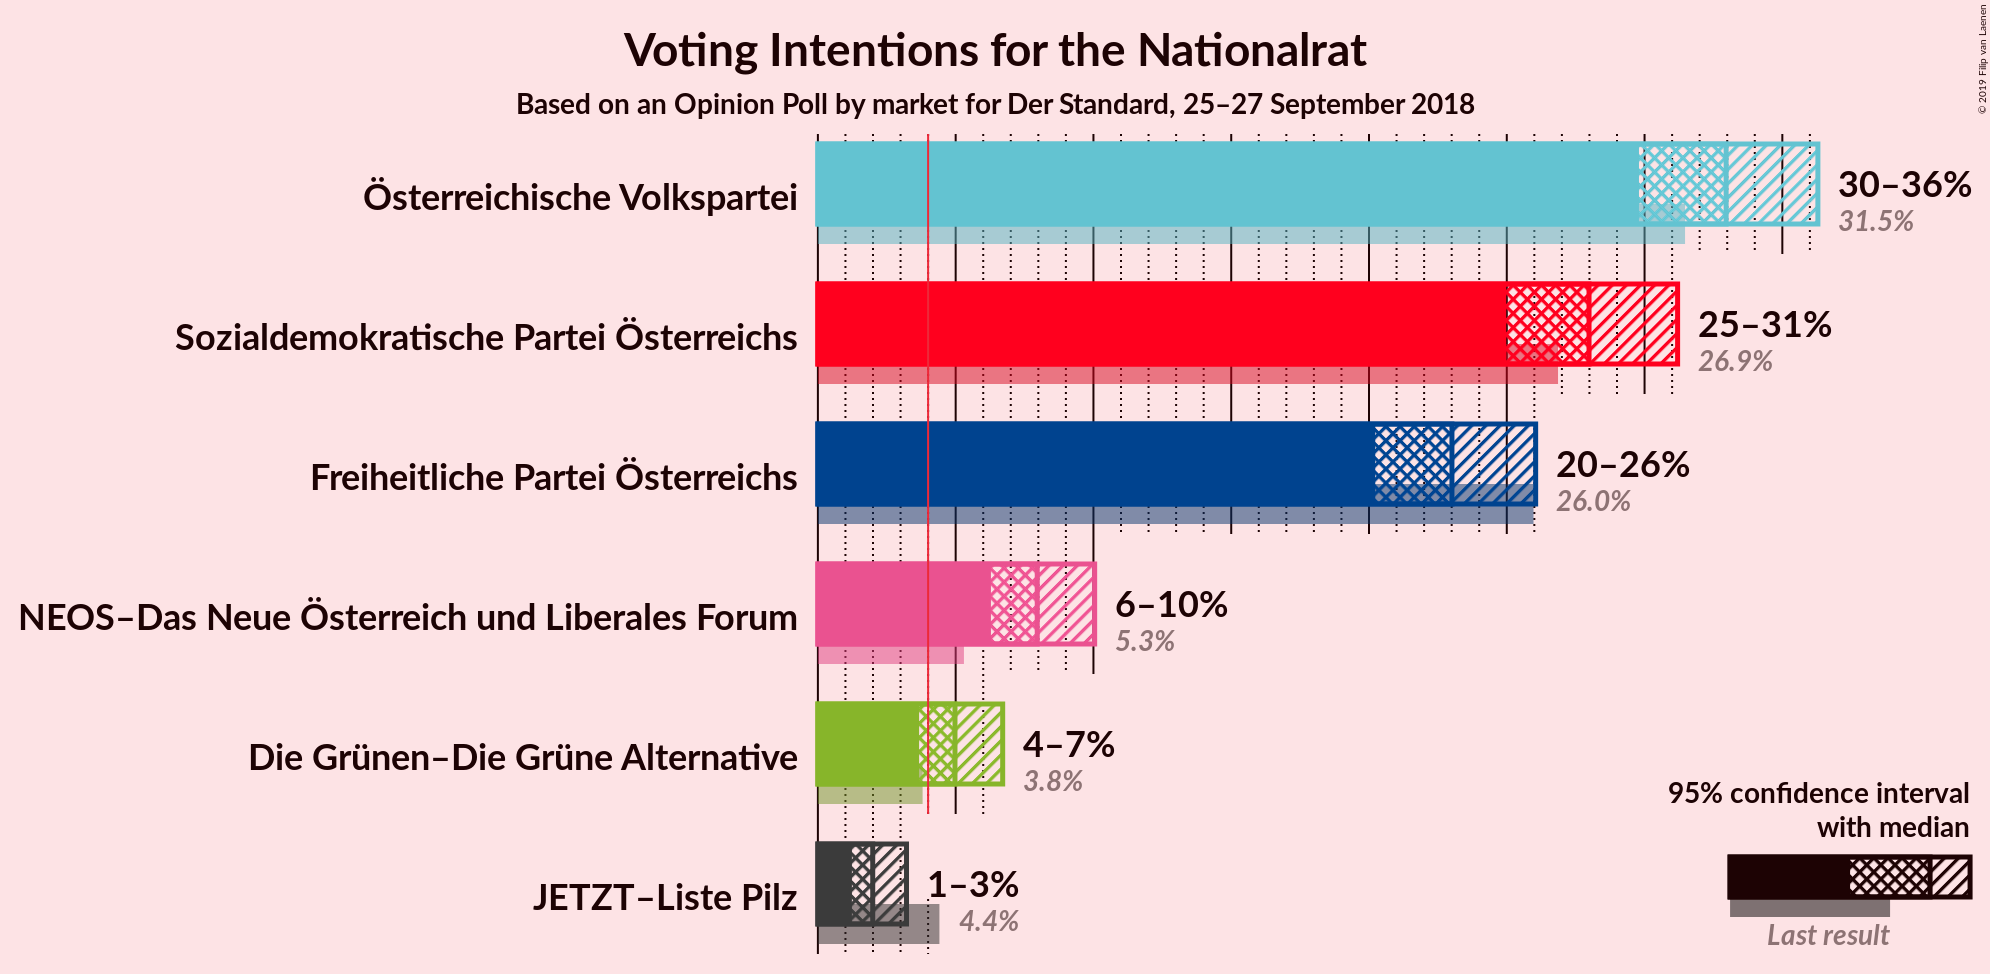 Voting Intentions for the Nationalrat
Based on an Opinion Poll by market for Der Standard, 25–27 September 2018
© 2019 Filip van Laenen
Österreichische Volkspartei
30–36%
31.5%
Sozialdemokratische Partei Österreichs
25–31%
26.9%
Freiheitliche Partei Österreichs
20–26%
26.0%
NEOS–Das Neue Österreich und Liberales Forum
6–10%
5.3%
Die Grünen–Die Grüne Alternative
4–7%
3.8%
JETZT–Liste Pilz
1–3%
4.4%
95% confidence interval
with median
Last result